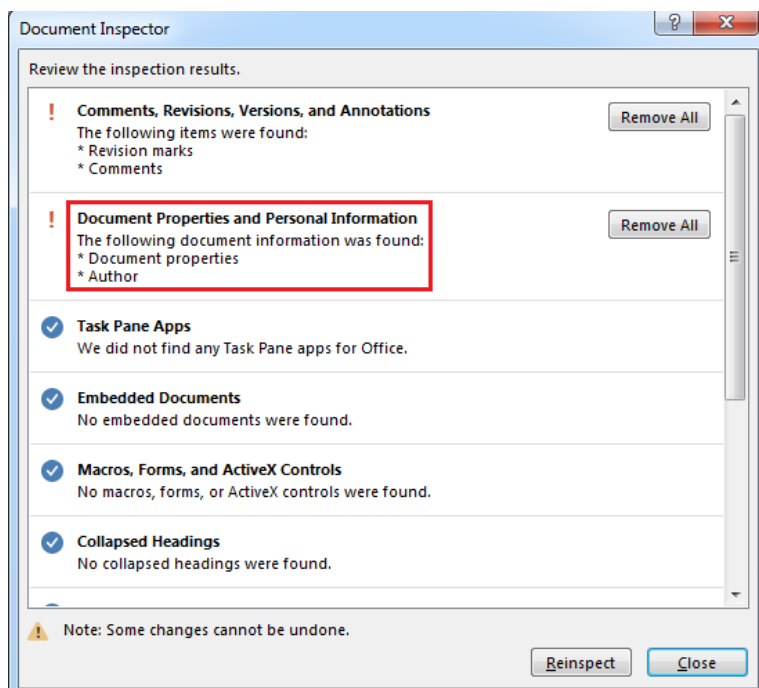 Document Inspector
Review the inspection results.
Comments, Revisions, Versions, and Annotations
Remove All
The following items were found:
* Revision marks
* Comments
Document Properties and Personal Information
Remove All
The following document information was found:
* Document properties
* Author
Task Pane Apps
We did not find any Task Pane apps for Office.
Embedded Documents
No embedded documents were found.
Macros, Forms, and ActiveX Controls
No macros, forms, or ActiveX controls were found.
Collapsed Headings
No collapsed headings were found.
Note: Some changes cannot be undone.
Reinspect
Close